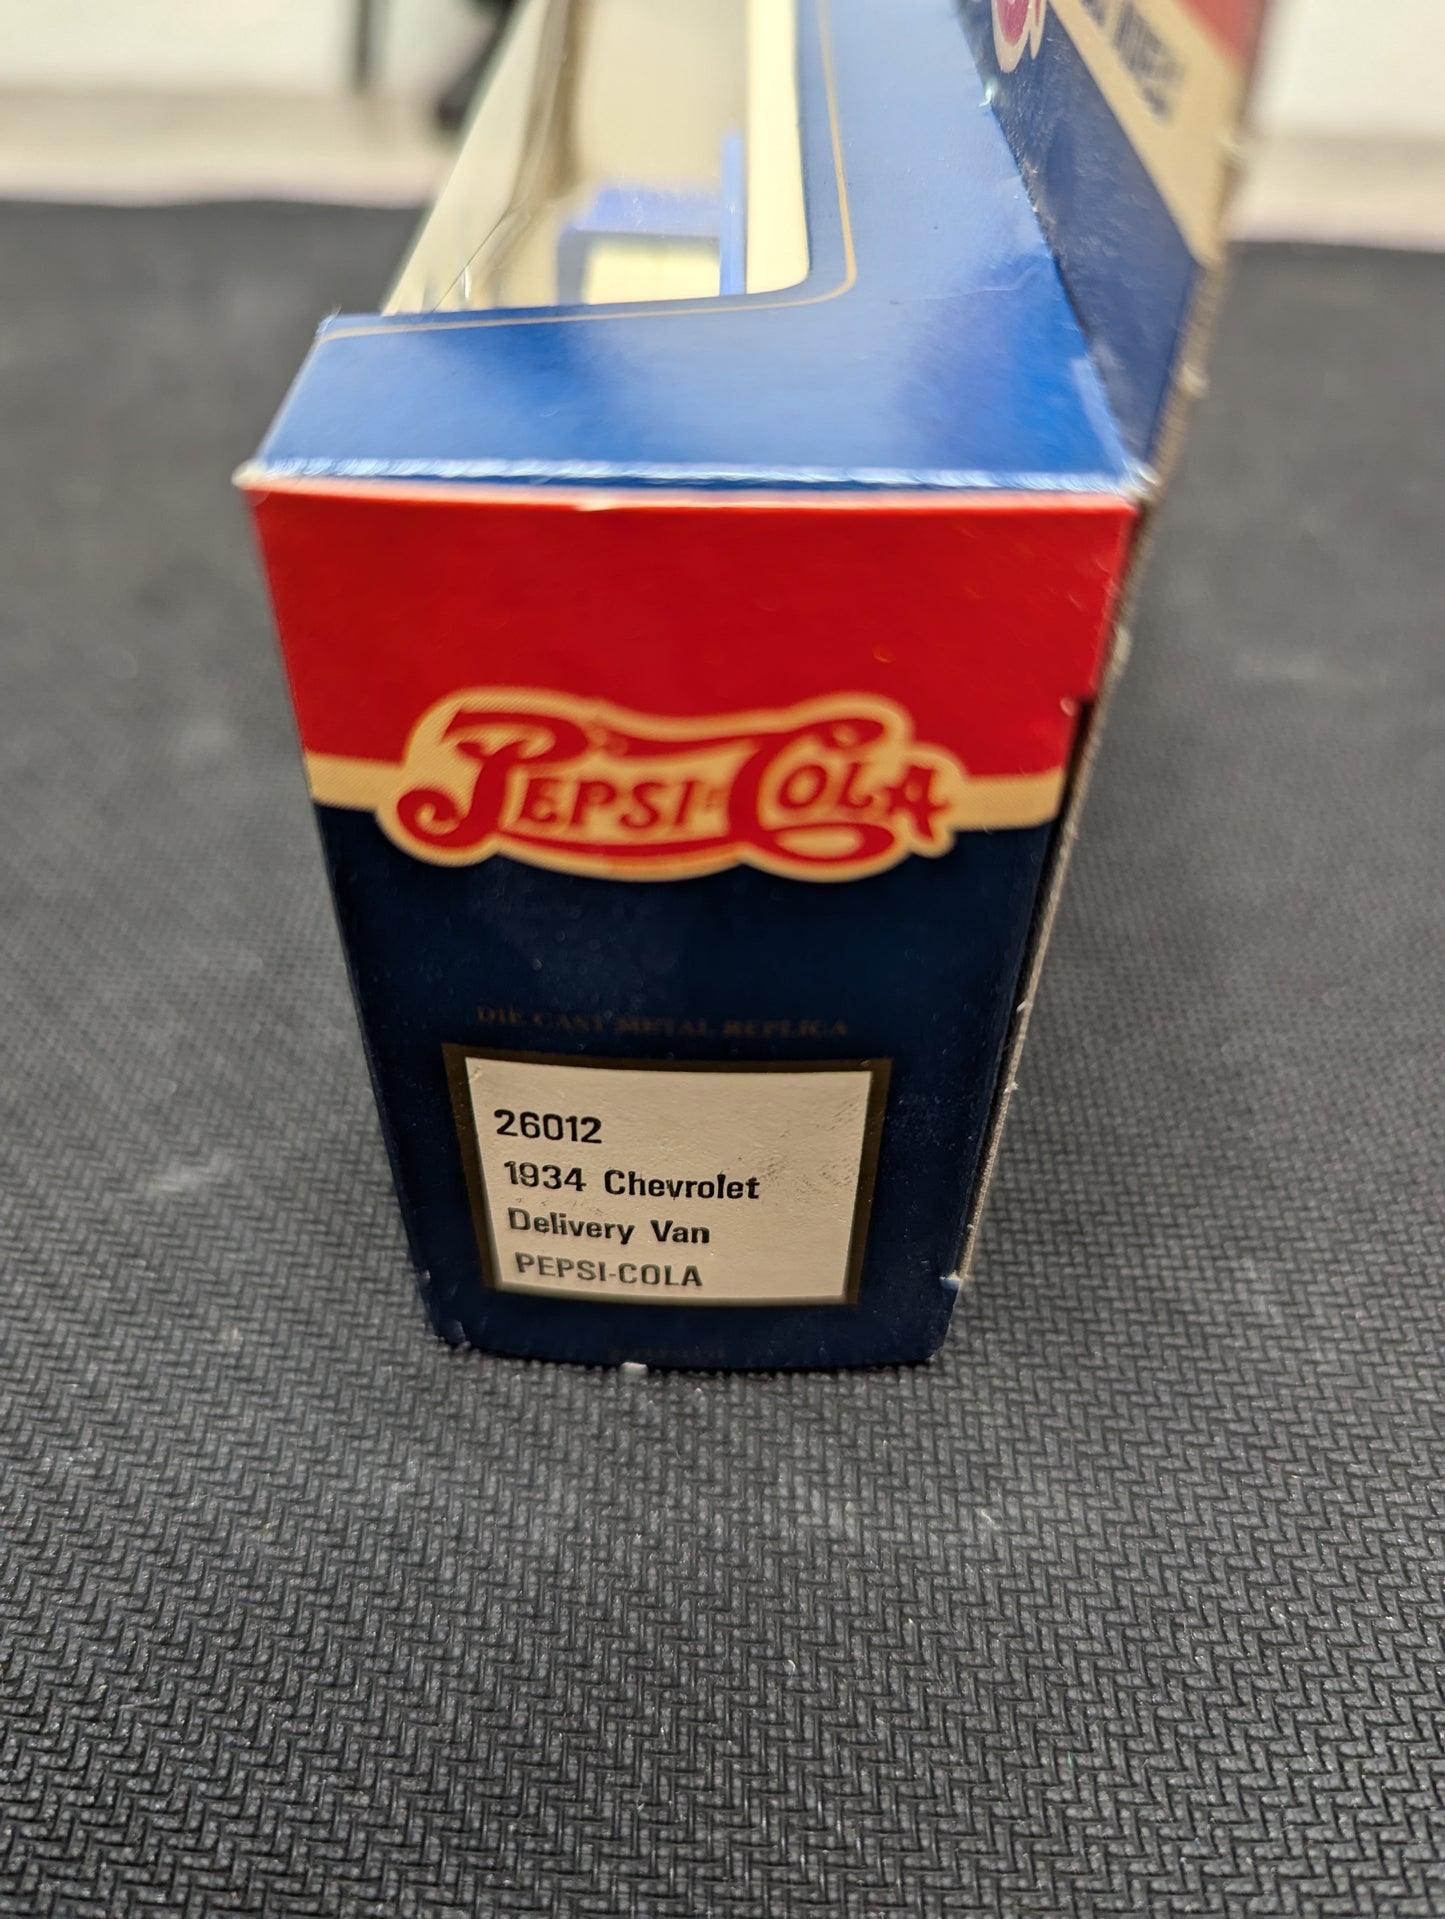 PEPSI-COLA
DIE CAST METAL REPLICA
26012
1934 Chevrolet
Delivery Van
PEPSI-COLA